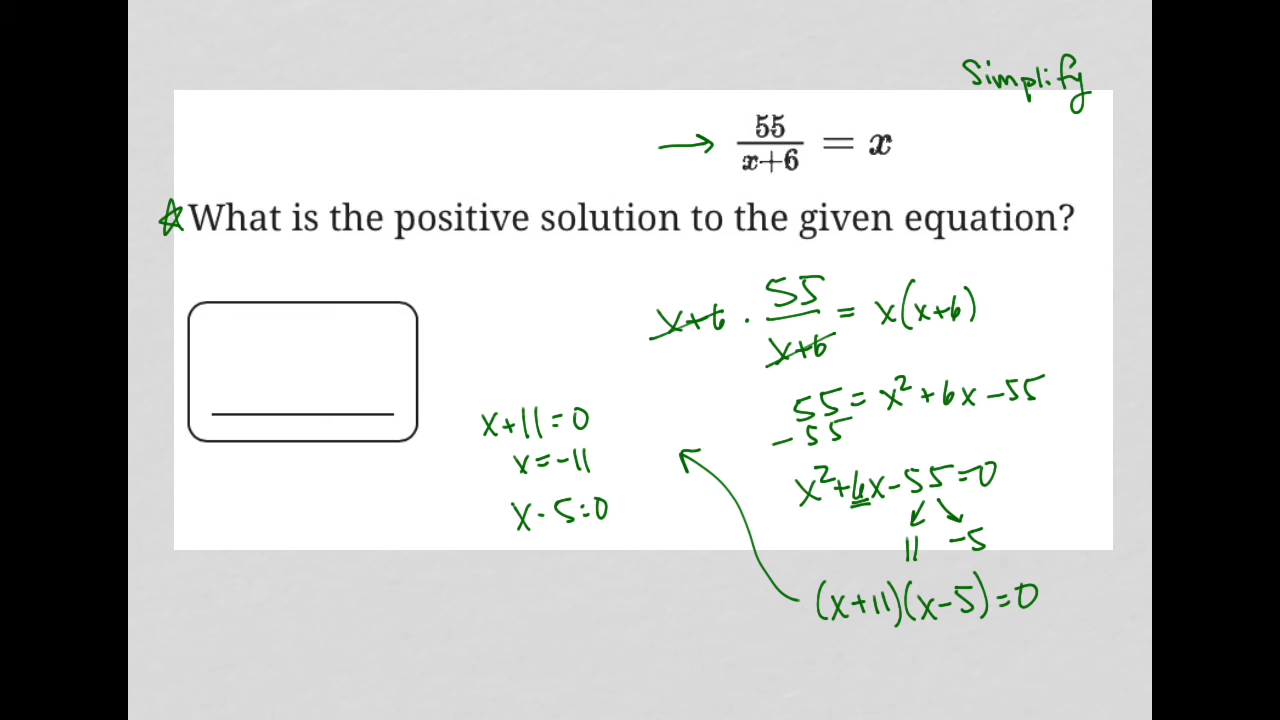 Simplify
→ 55/(x+6) = x
☆What is the positive solution to the given equation?
x+6 · 55/(x+6) = x(x+6)
55 = x² + 6x - 55
- 55
x² + 6x - 55 = 0
11 -5
(x+11)(x-5) = 0
x+11=0
x=-11
x-5=0